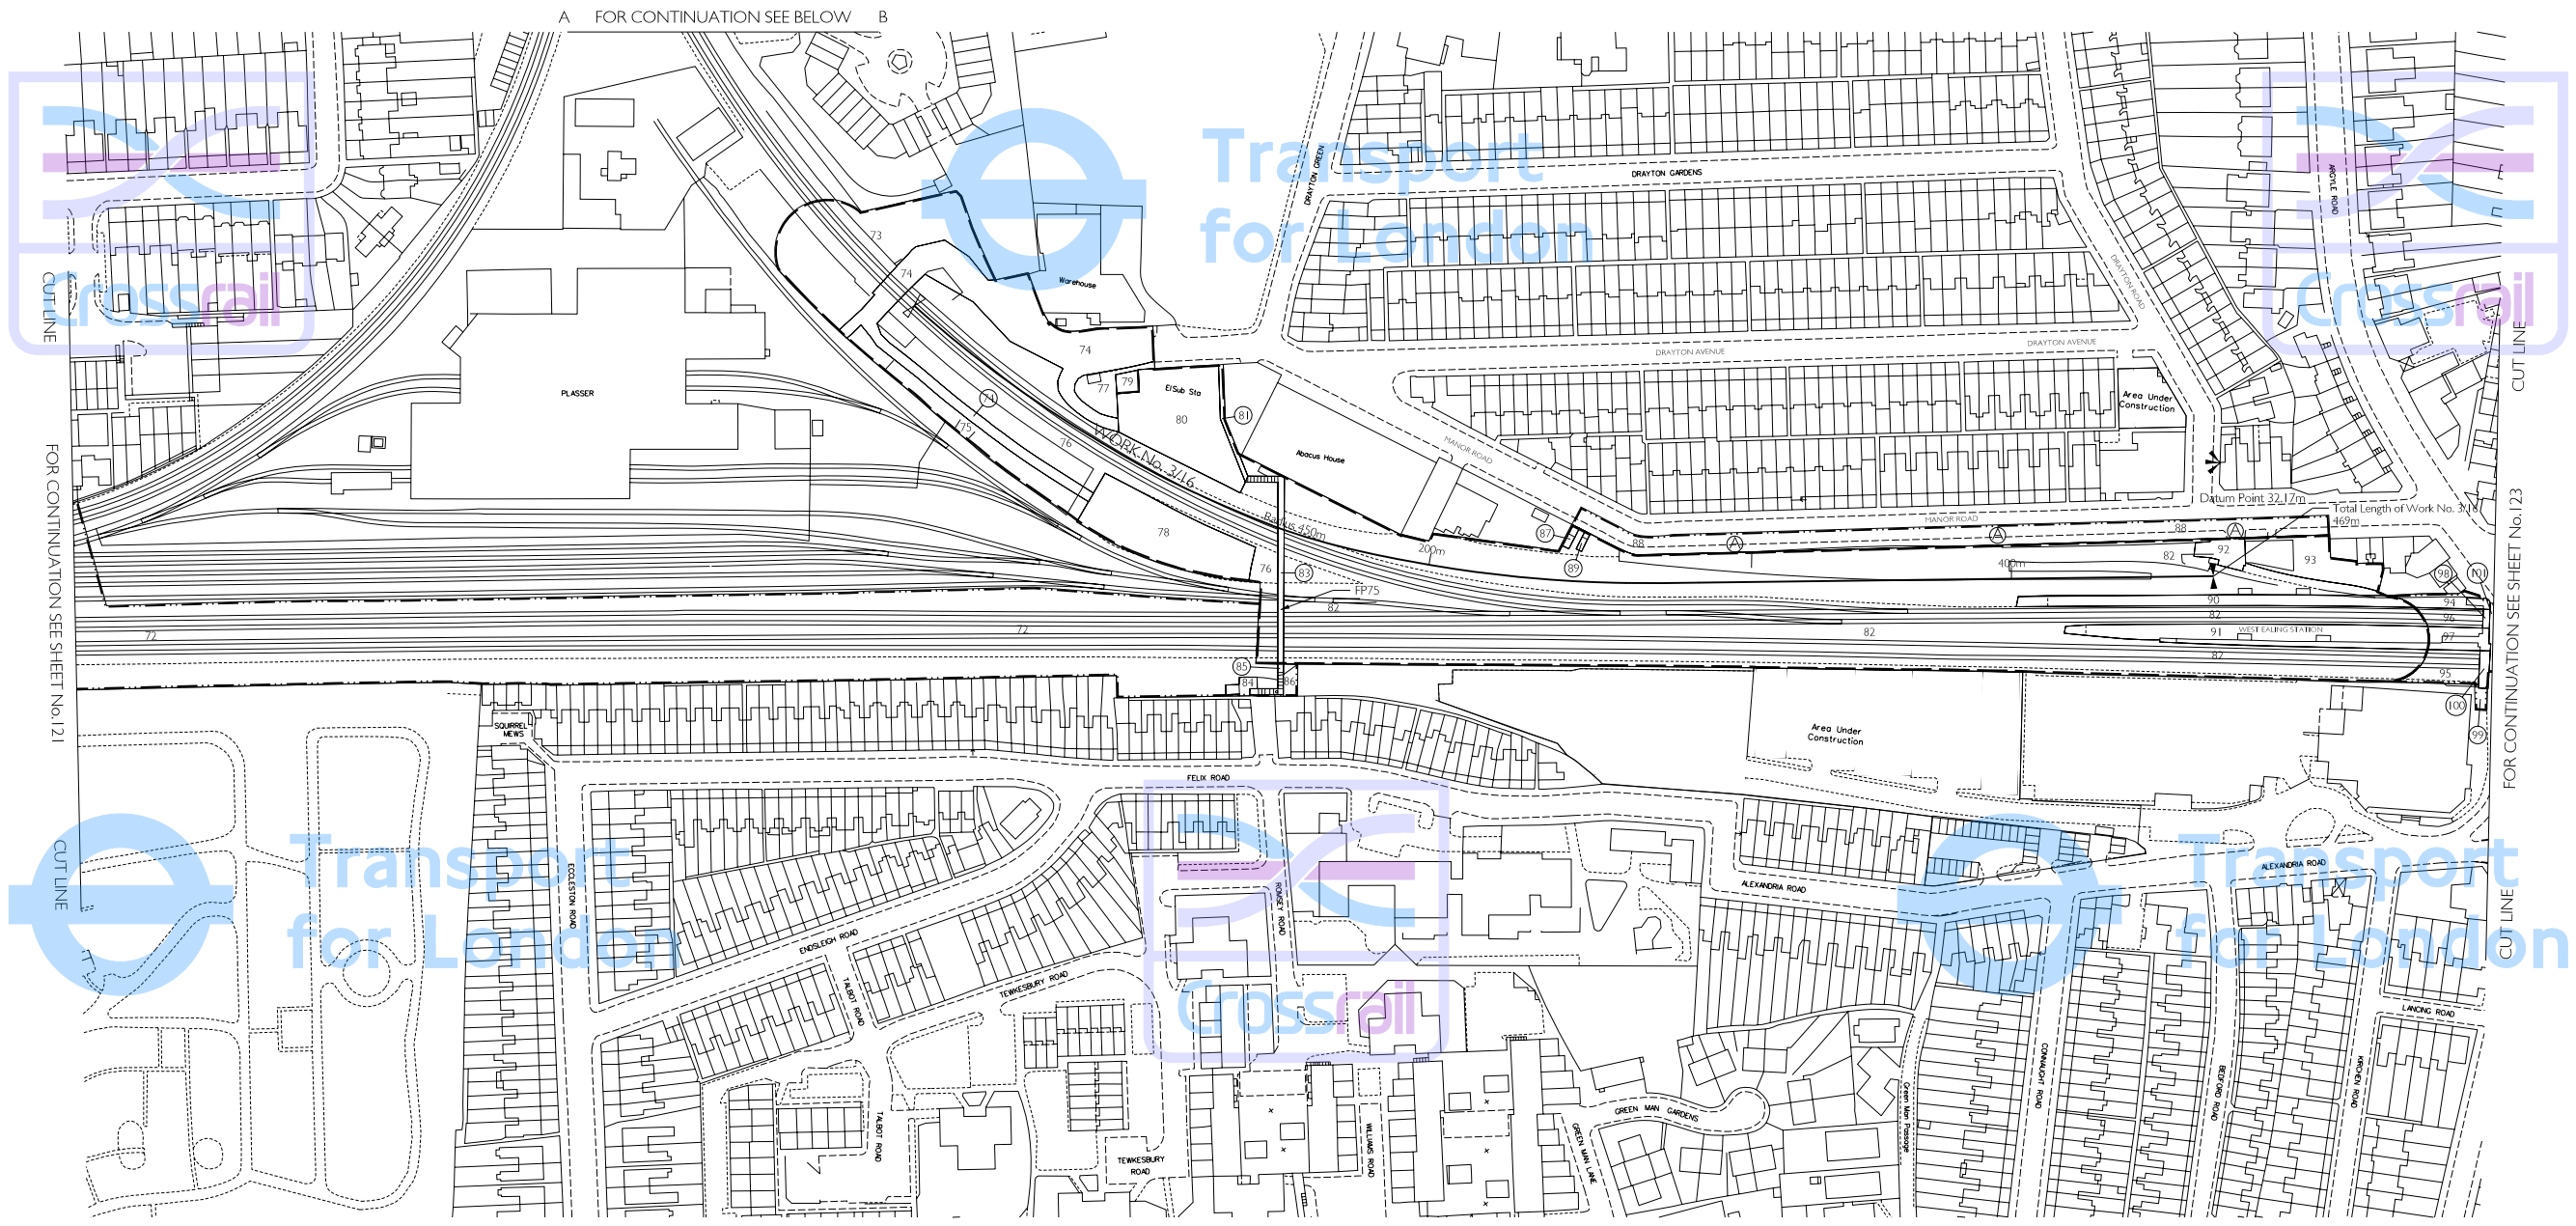 A FOR CONTINUATION SEE BELOW B
Transport
for London
Crossrail
Crossrail
CUT LINE
FOR CONTINUATION SEE SHEET No.121
CUT LINE
CUT LINE
FOR CONTINUATION SEE SHEET No.123
CUT LINE
DRAYTON GREEN
DRAYTON GARDENS
ARGYLE ROAD
DRAYTON ROAD
DRAYTON AVENUE
DRAYTON AVENUE
Warehouse
73
74
74
77
79
El Sub Sta
80
81
PLASSER
74
75
76
WORK No. 3/16
Abacus House
MANOR ROAD
Area Under
Construction
Datum Point 32.17m
Total Length of Work No. 3/16
469m
MANOR ROAD
Radius 450m
200m
400m
78
76
83
FP75
82
87
88
89
A
A
88
A
82
92
93
98
101
90
82
94
96
91
WEST EALING STATION
97
72
72
82
82
95
85
84
86
100
99
SQUIRREL
MEWS
Area Under
Construction
FELIX ROAD
Transport
for London
Crossrail
Transport
for London
ECCLESTON ROAD
ENDSLEIGH ROAD
TALBOT ROAD
TEWKESBURY ROAD
ROMSEY ROAD
ALEXANDRIA ROAD
ALEXANDRIA ROAD
LANCING ROAD
CONNAUGHT ROAD
BEDFORD ROAD
KIRCHEN ROAD
Green Man Passage
GREEN MAN GARDENS
GREEN MAN LANE
WILLIAMS ROAD
TALBOT ROAD
TEWKESBURY
ROAD